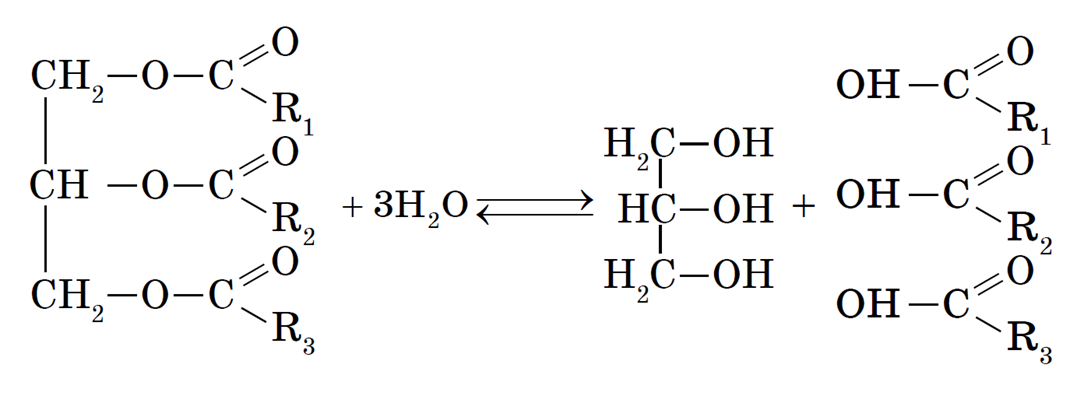 CH₂—O—C=O
R₁
CH—O—C=O
R₂
CH₂—O—C=O
R₃
+ 3H₂O ⇌
H₂C—OH
HC—OH
H₂C—OH
+
OH—C=O
R₁
OH—C=O
R₂
OH—C=O
R₃